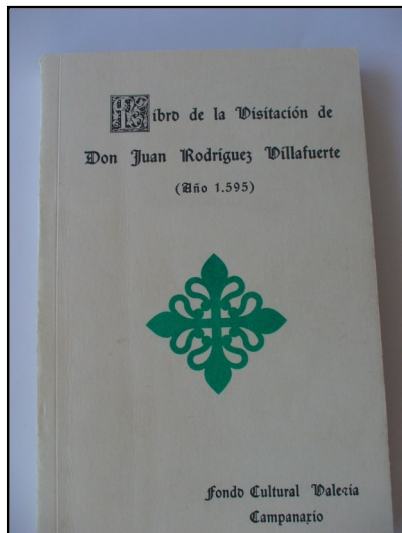 Libro de la Visitación de
Don Juan Rodríguez Villafuerte
(Año 1.595)
Fondo Cultural Valeria
Campanario